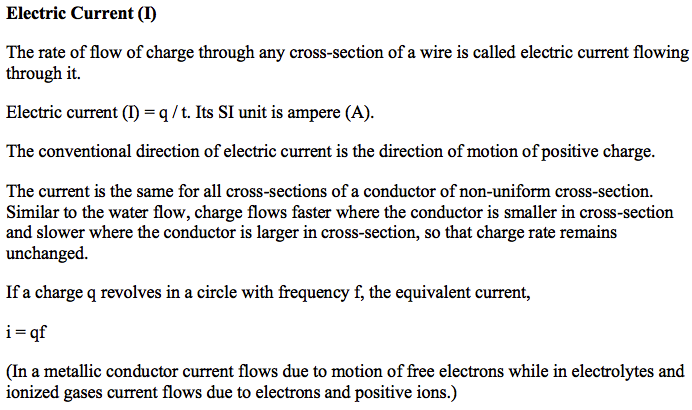 Electric Current (I)
The rate of flow of charge through any cross-section of a wire is called electric current flowing
through it.
Electric current (I) = q / t. Its SI unit is ampere (A).
The conventional direction of electric current is the direction of motion of positive charge.
The current is the same for all cross-sections of a conductor of non-uniform cross-section.
Similar to the water flow, charge flows faster where the conductor is smaller in cross-section
and slower where the conductor is larger in cross-section, so that charge rate remains
unchanged.
If a charge q revolves in a circle with frequency f, the equivalent current,
i = qf
(In a metallic conductor current flows due to motion of free electrons while in electrolytes and
ionized gases current flows due to electrons and positive ions.)